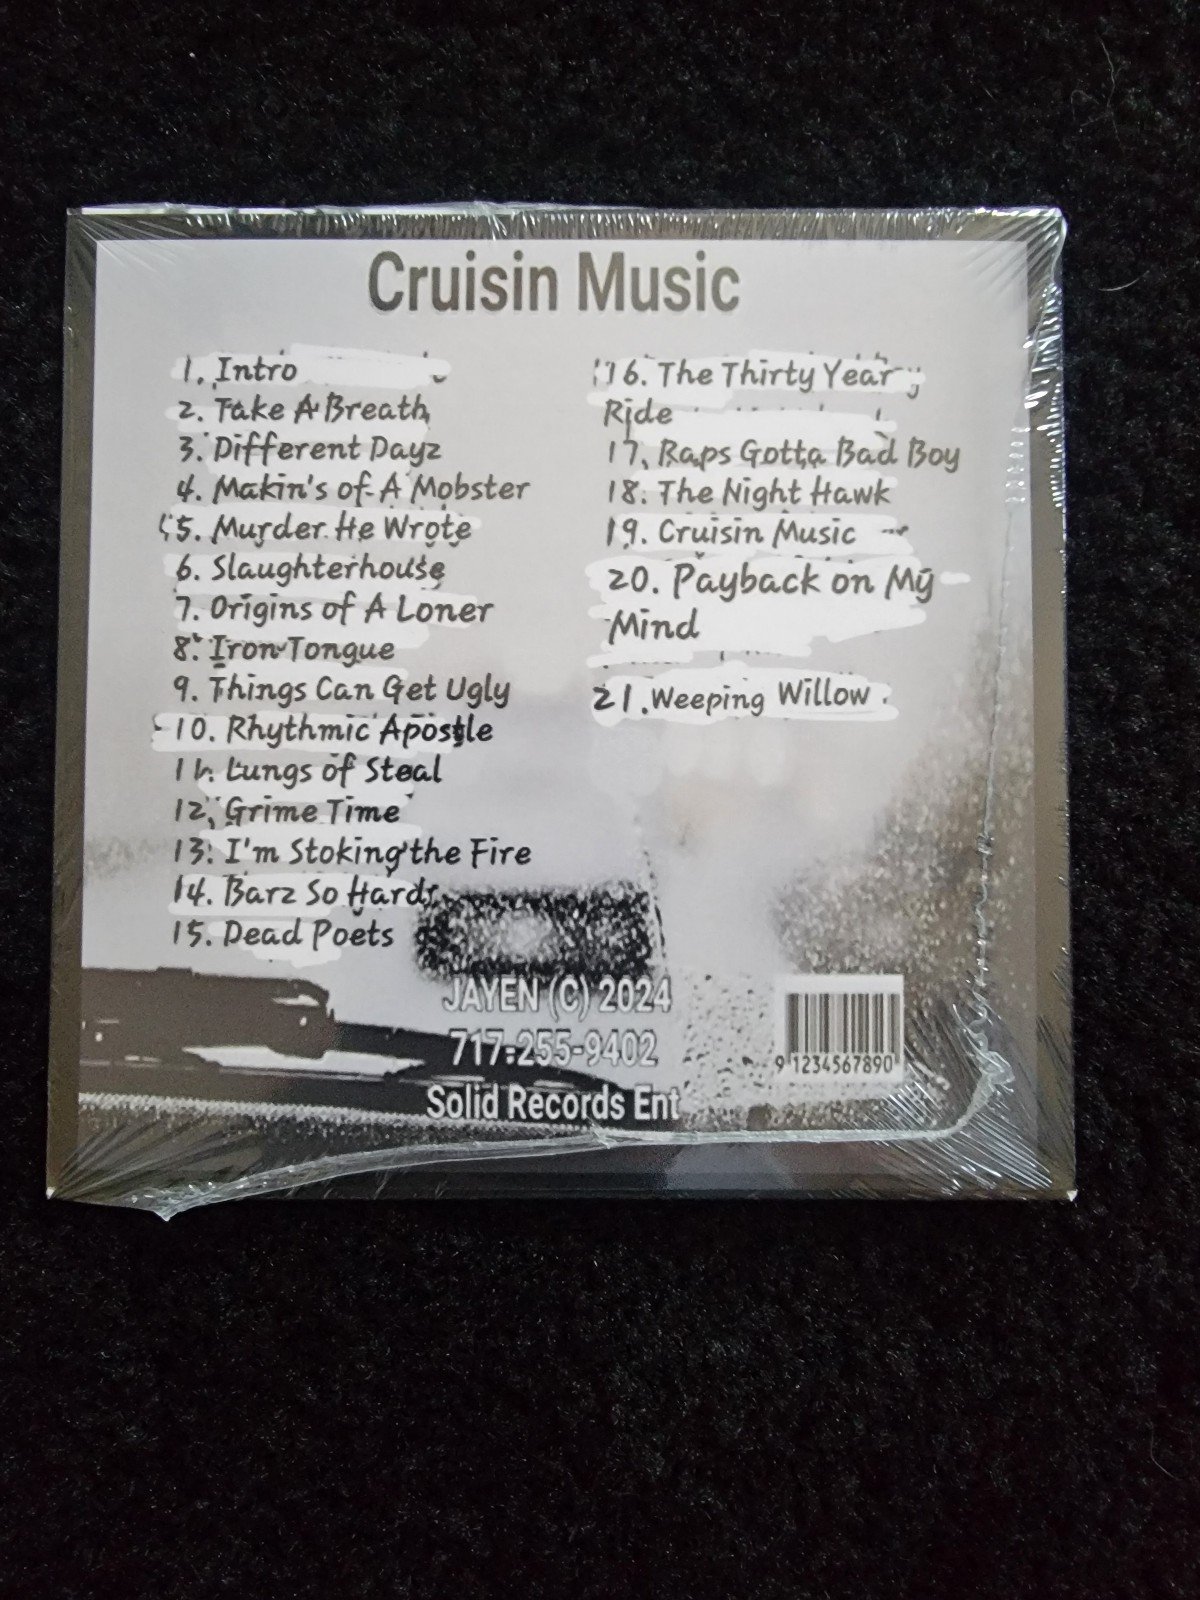 Cruisin Music
1. Intro
2. Take A Breath
3. Different Dayz
4. Makin's of A Mobster
5. Murder He Wrote
6. Slaughterhouse
7. Origins of A Loner
8. Iron Tongue
9. Things Can Get Ugly
10. Rhythmic Apostle
11. Lungs of Steal
12. Grime Time
13. I'm Stoking the Fire
14. Barz So Hard
15. Dead Poets
16. The Thirty Year
Ride
17. Raps Gotta Bad Boy
18. The Night Hawk
19. Cruisin Music
20. Payback on My
Mind
21. Weeping Willow
JAYEN (C) 2024
717-255-9402
Solid Records Ent
9 1234567890